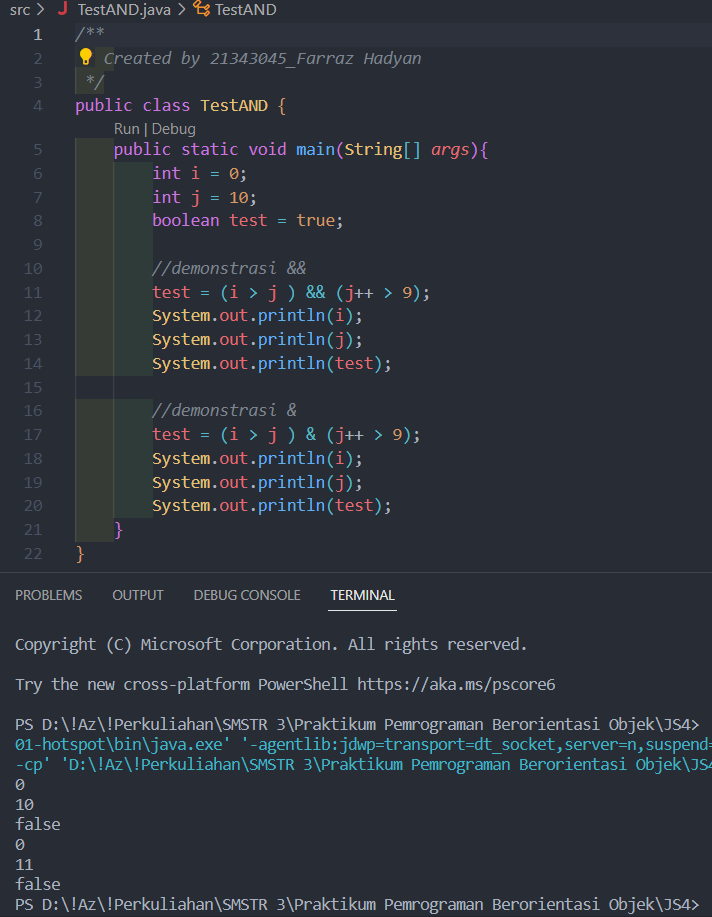 src > TestAND.java > TestAND
1 /**
2 Created by 21343045_Farraz Hadyan
3 */
4 public class TestAND {
Run | Debug
5 public static void main(String[] args){
6 int i = 0;
7 int j = 10;
8 boolean test = true;
9
10 //demonstrasi &&
11 test = (i > j ) && (j++ > 9);
12 System.out.println(i);
13 System.out.println(j);
14 System.out.println(test);
15
16 //demonstrasi &
17 test = (i > j ) & (j++ > 9);
18 System.out.println(i);
19 System.out.println(j);
20 System.out.println(test);
21 }
22 }
PROBLEMS OUTPUT DEBUG CONSOLE TERMINAL
Copyright (C) Microsoft Corporation. All rights reserved.
Try the new cross-platform PowerShell https://aka.ms/pscore6
PS D:\!Az\!Perkuliahan\SMSTR 3\Praktikum Pemrograman Berorientasi Objek\JS4>
01-hotspot\bin\java.exe' '-agentlib:jdwp=transport=dt_socket,server=n,suspend=
-cp' 'D:\!Az\!Perkuliahan\SMSTR 3\Praktikum Pemrograman Berorientasi Objek\JS4
0
10
false
0
11
false
PS D:\!Az\!Perkuliahan\SMSTR 3\Praktikum Pemrograman Berorientasi Objek\JS4>